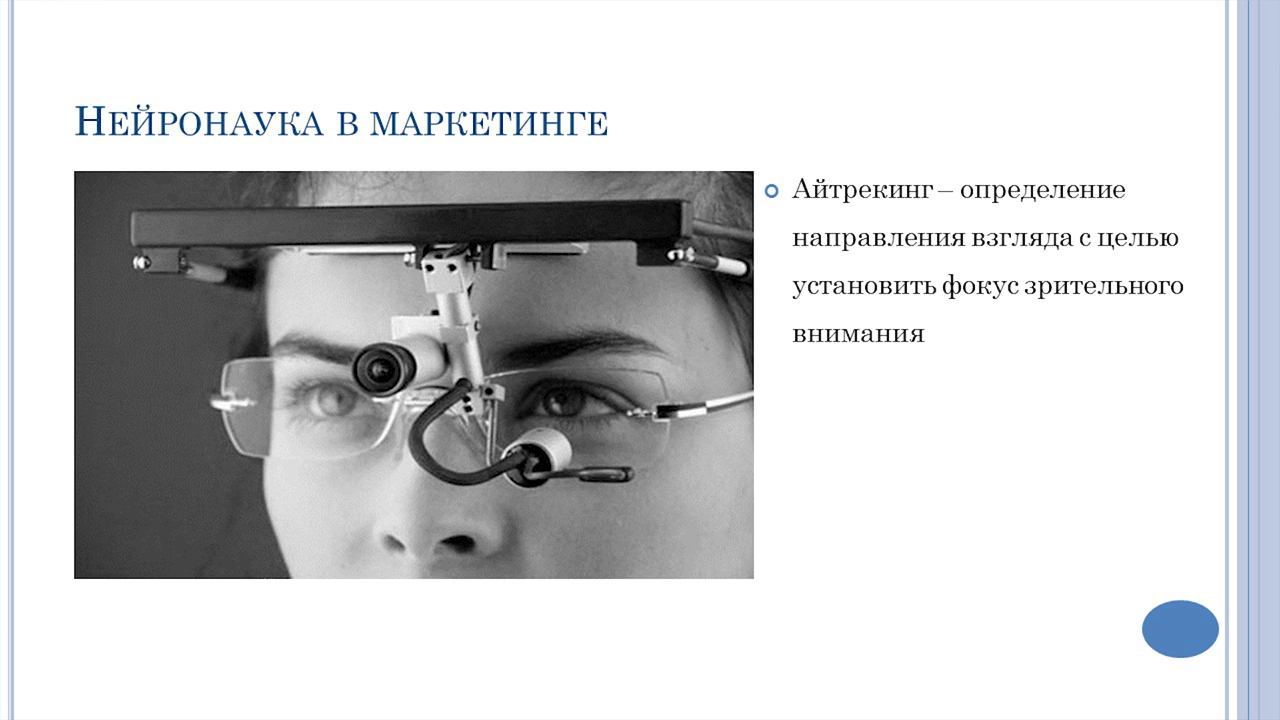 Нейронаука в маркетинге
Айтрекинг – определение
направления взгляда с целью
установить фокус зрительного
внимания